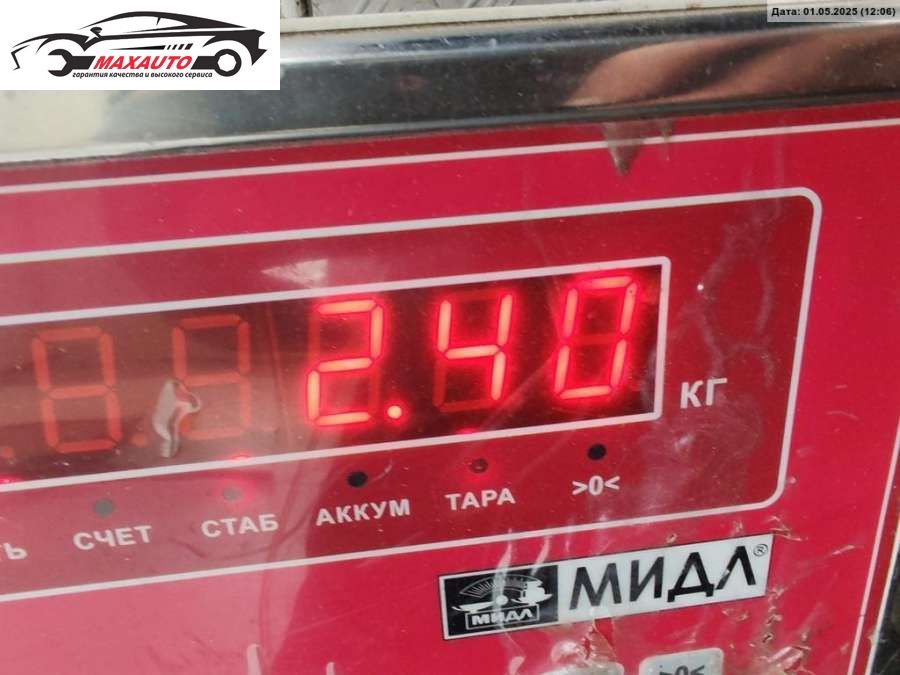 Дата: 01.05.2025 (12:06)
MAXAUTO
гарантия качества и высокого сервиса
2.40
КГ
СЧЕТ
СТАБ
АККУМ
ТАРА
>0<
МИДЛ
МИДЛ®
>0<